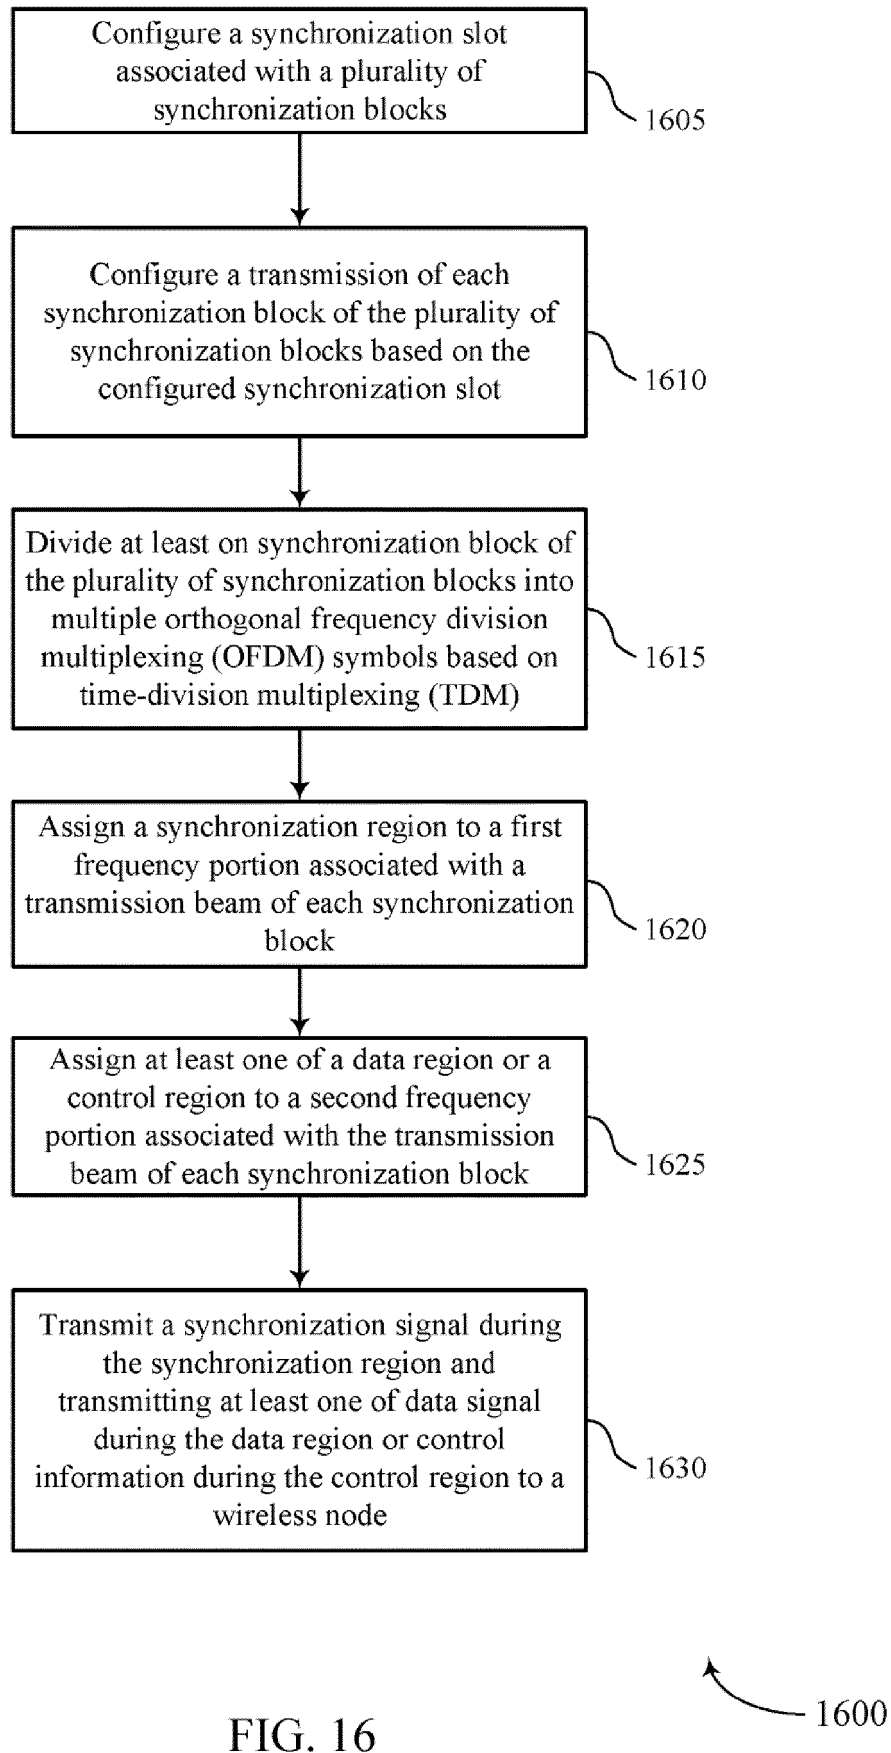 Configure a synchronization slot
associated with a plurality of
synchronization blocks
1605
Configure a transmission of each
synchronization block of the plurality of
synchronization blocks based on the
configured synchronization slot
1610
Divide at least on synchronization block of
the plurality of synchronization blocks into
multiple orthogonal frequency division
multiplexing (OFDM) symbols based on
time-division multiplexing (TDM)
1615
Assign a synchronization region to a first
frequency portion associated with a
transmission beam of each synchronization
block
1620
Assign at least one of a data region or a
control region to a second frequency
portion associated with the transmission
beam of each synchronization block
1625
Transmit a synchronization signal during
the synchronization region and
transmitting at least one of data signal
during the data region or control
information during the control region to a
wireless node
1630
1600
FIG. 16